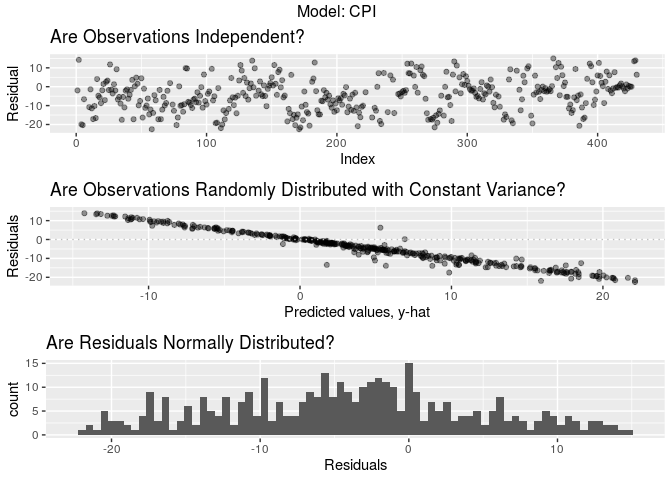 Model: CPI
Are Observations Independent?
Residual
10
0
-10
-20
0
100
200
300
400
Index
Are Observations Randomly Distributed with Constant Variance?
Residuals
10
0
-10
-20
-10
0
10
20
Predicted values, y-hat
Are Residuals Normally Distributed?
count
15
10
5
0
-20
-10
0
10
Residuals